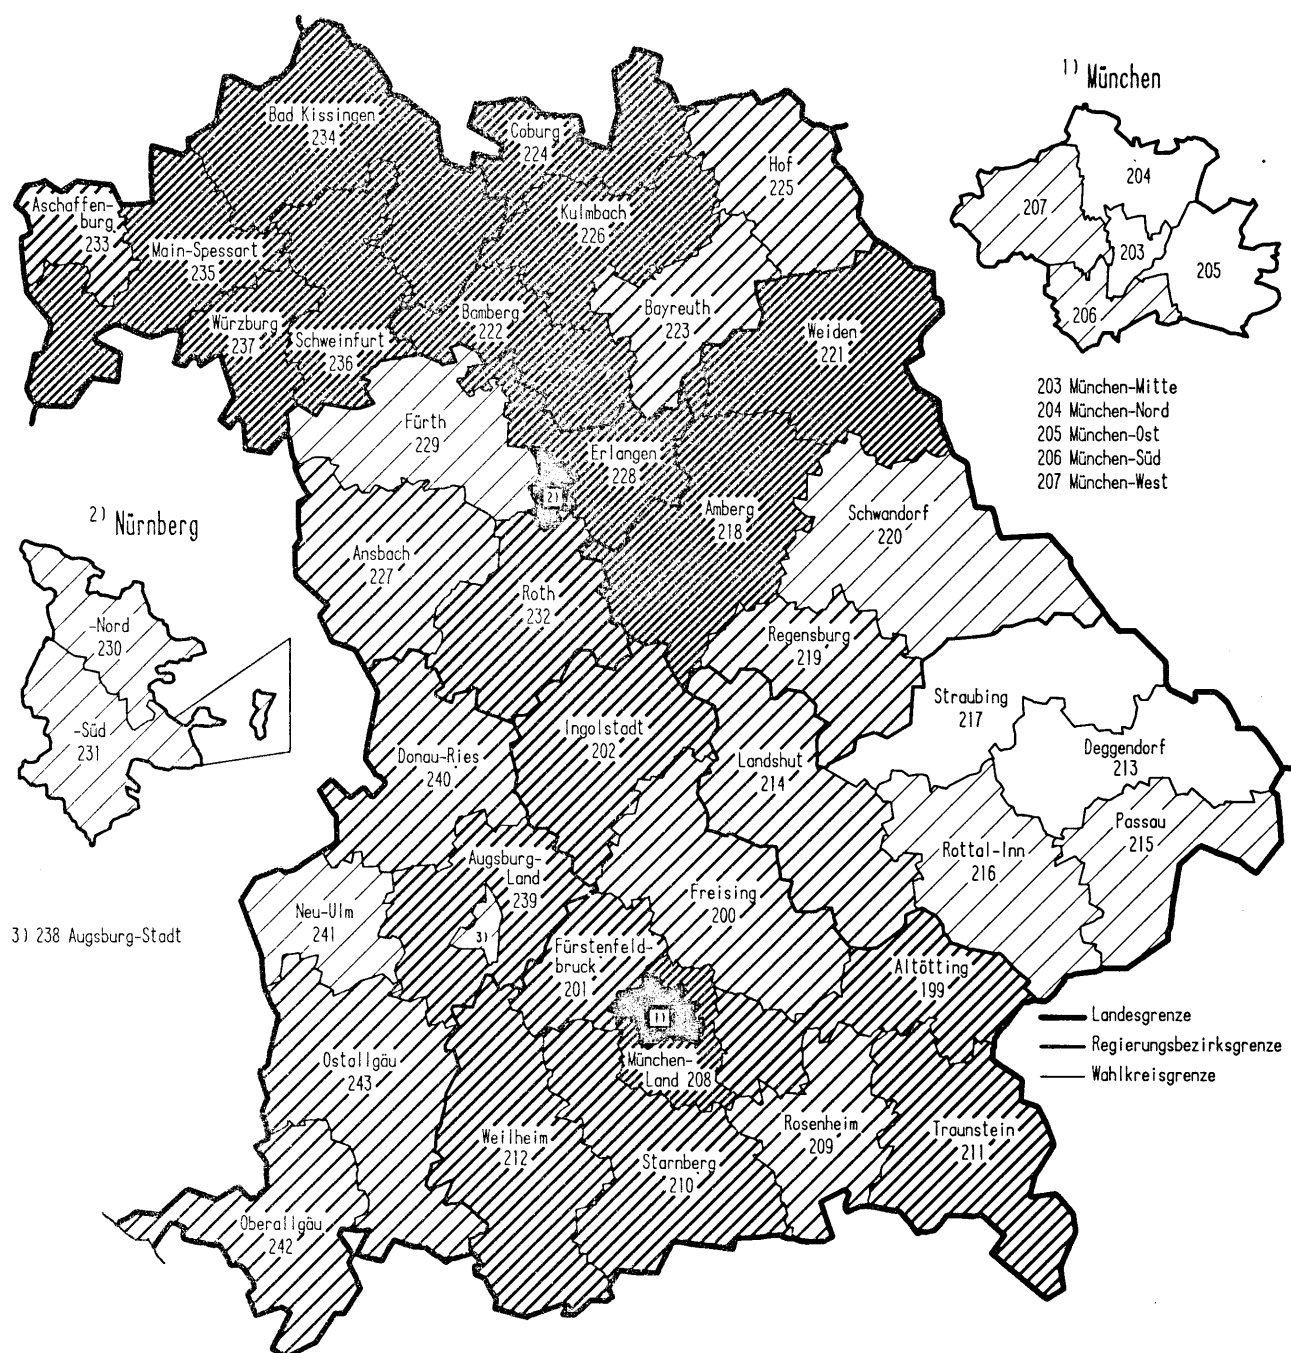 1) München
Bad Kissingen
234
Coburg
224
Hof
225
204
207
203
205
206
Aschaffen-
burg
233
Main-Spessart
235
Kulmbach
226
Würzburg
237
Schweinfurt
236
Bamberg
222
Bayreuth
223
Weiden
221
203 München-Mitte
204 München-Nord
205 München-Ost
206 München-Süd
207 München-West
Fürth
229
Erlangen
228
2)
Amberg
218
Schwandorf
220
2) Nürnberg
Ansbach
227
Roth
232
-Nord
230
-Süd
231
Regensburg
219
Straubing
217
Ingolstadt
202
Donau-Ries
240
Landshut
214
Deggendorf
213
Passau
215
Rottal-Inn
216
Augsburg-
Land
239
Freising
200
Neu-Ulm
241
3)
3) 238 Augsburg-Stadt
Fürstenfeld-
bruck
201
Altötting
199
1)
Landesgrenze
Regierungsbezirksgrenze
Wahlkreisgrenze
München-
Land 208
Ostallgäu
243
Weilheim
212
Starnberg
210
Rosenheim
209
Traunstein
211
Oberallgäu
242